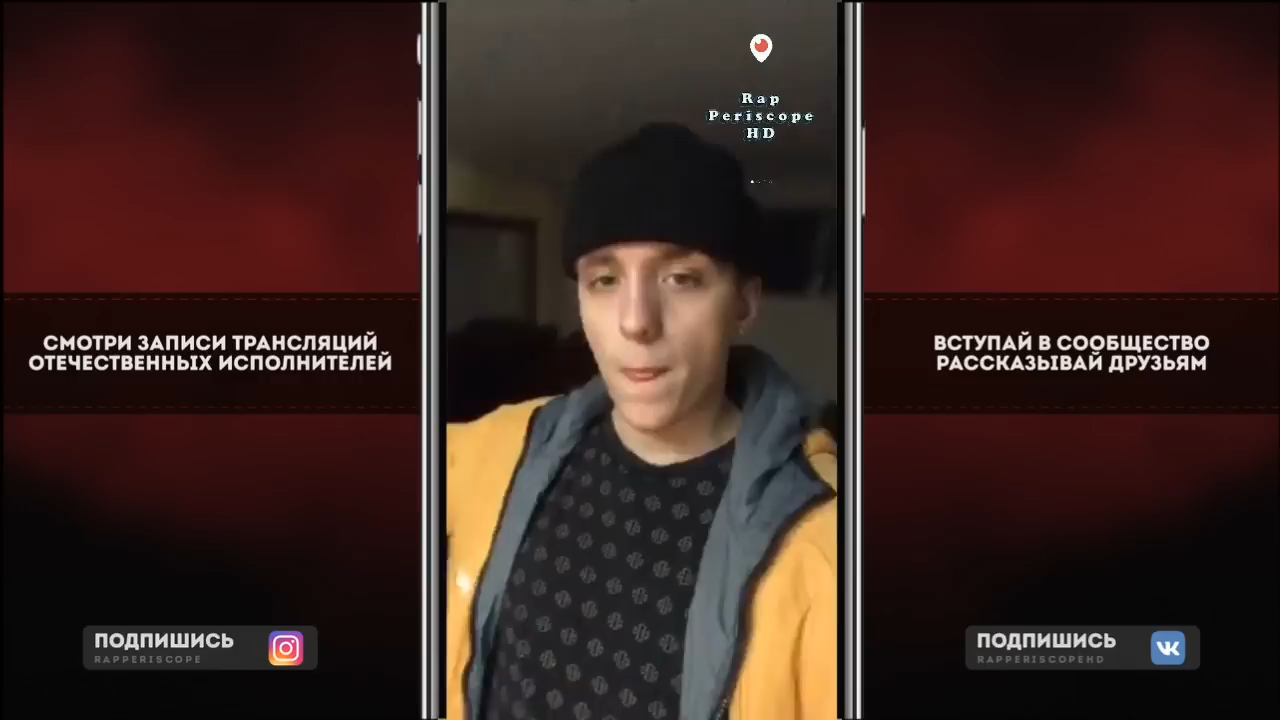 Rap
Periscope
HD
СМОТРИ ЗАПИСИ ТРАНСЛЯЦИЙ
ОТЕЧЕСТВЕННЫХ ИСПОЛНИТЕЛЕЙ
ВСТУПАЙ В СООБЩЕСТВО
РАССКАЗЫВАЙ ДРУЗЬЯМ
ПОДПИШИСЬ
RAPPERISCOPE
ПОДПИШИСЬ
RAPPERISCOPEHD